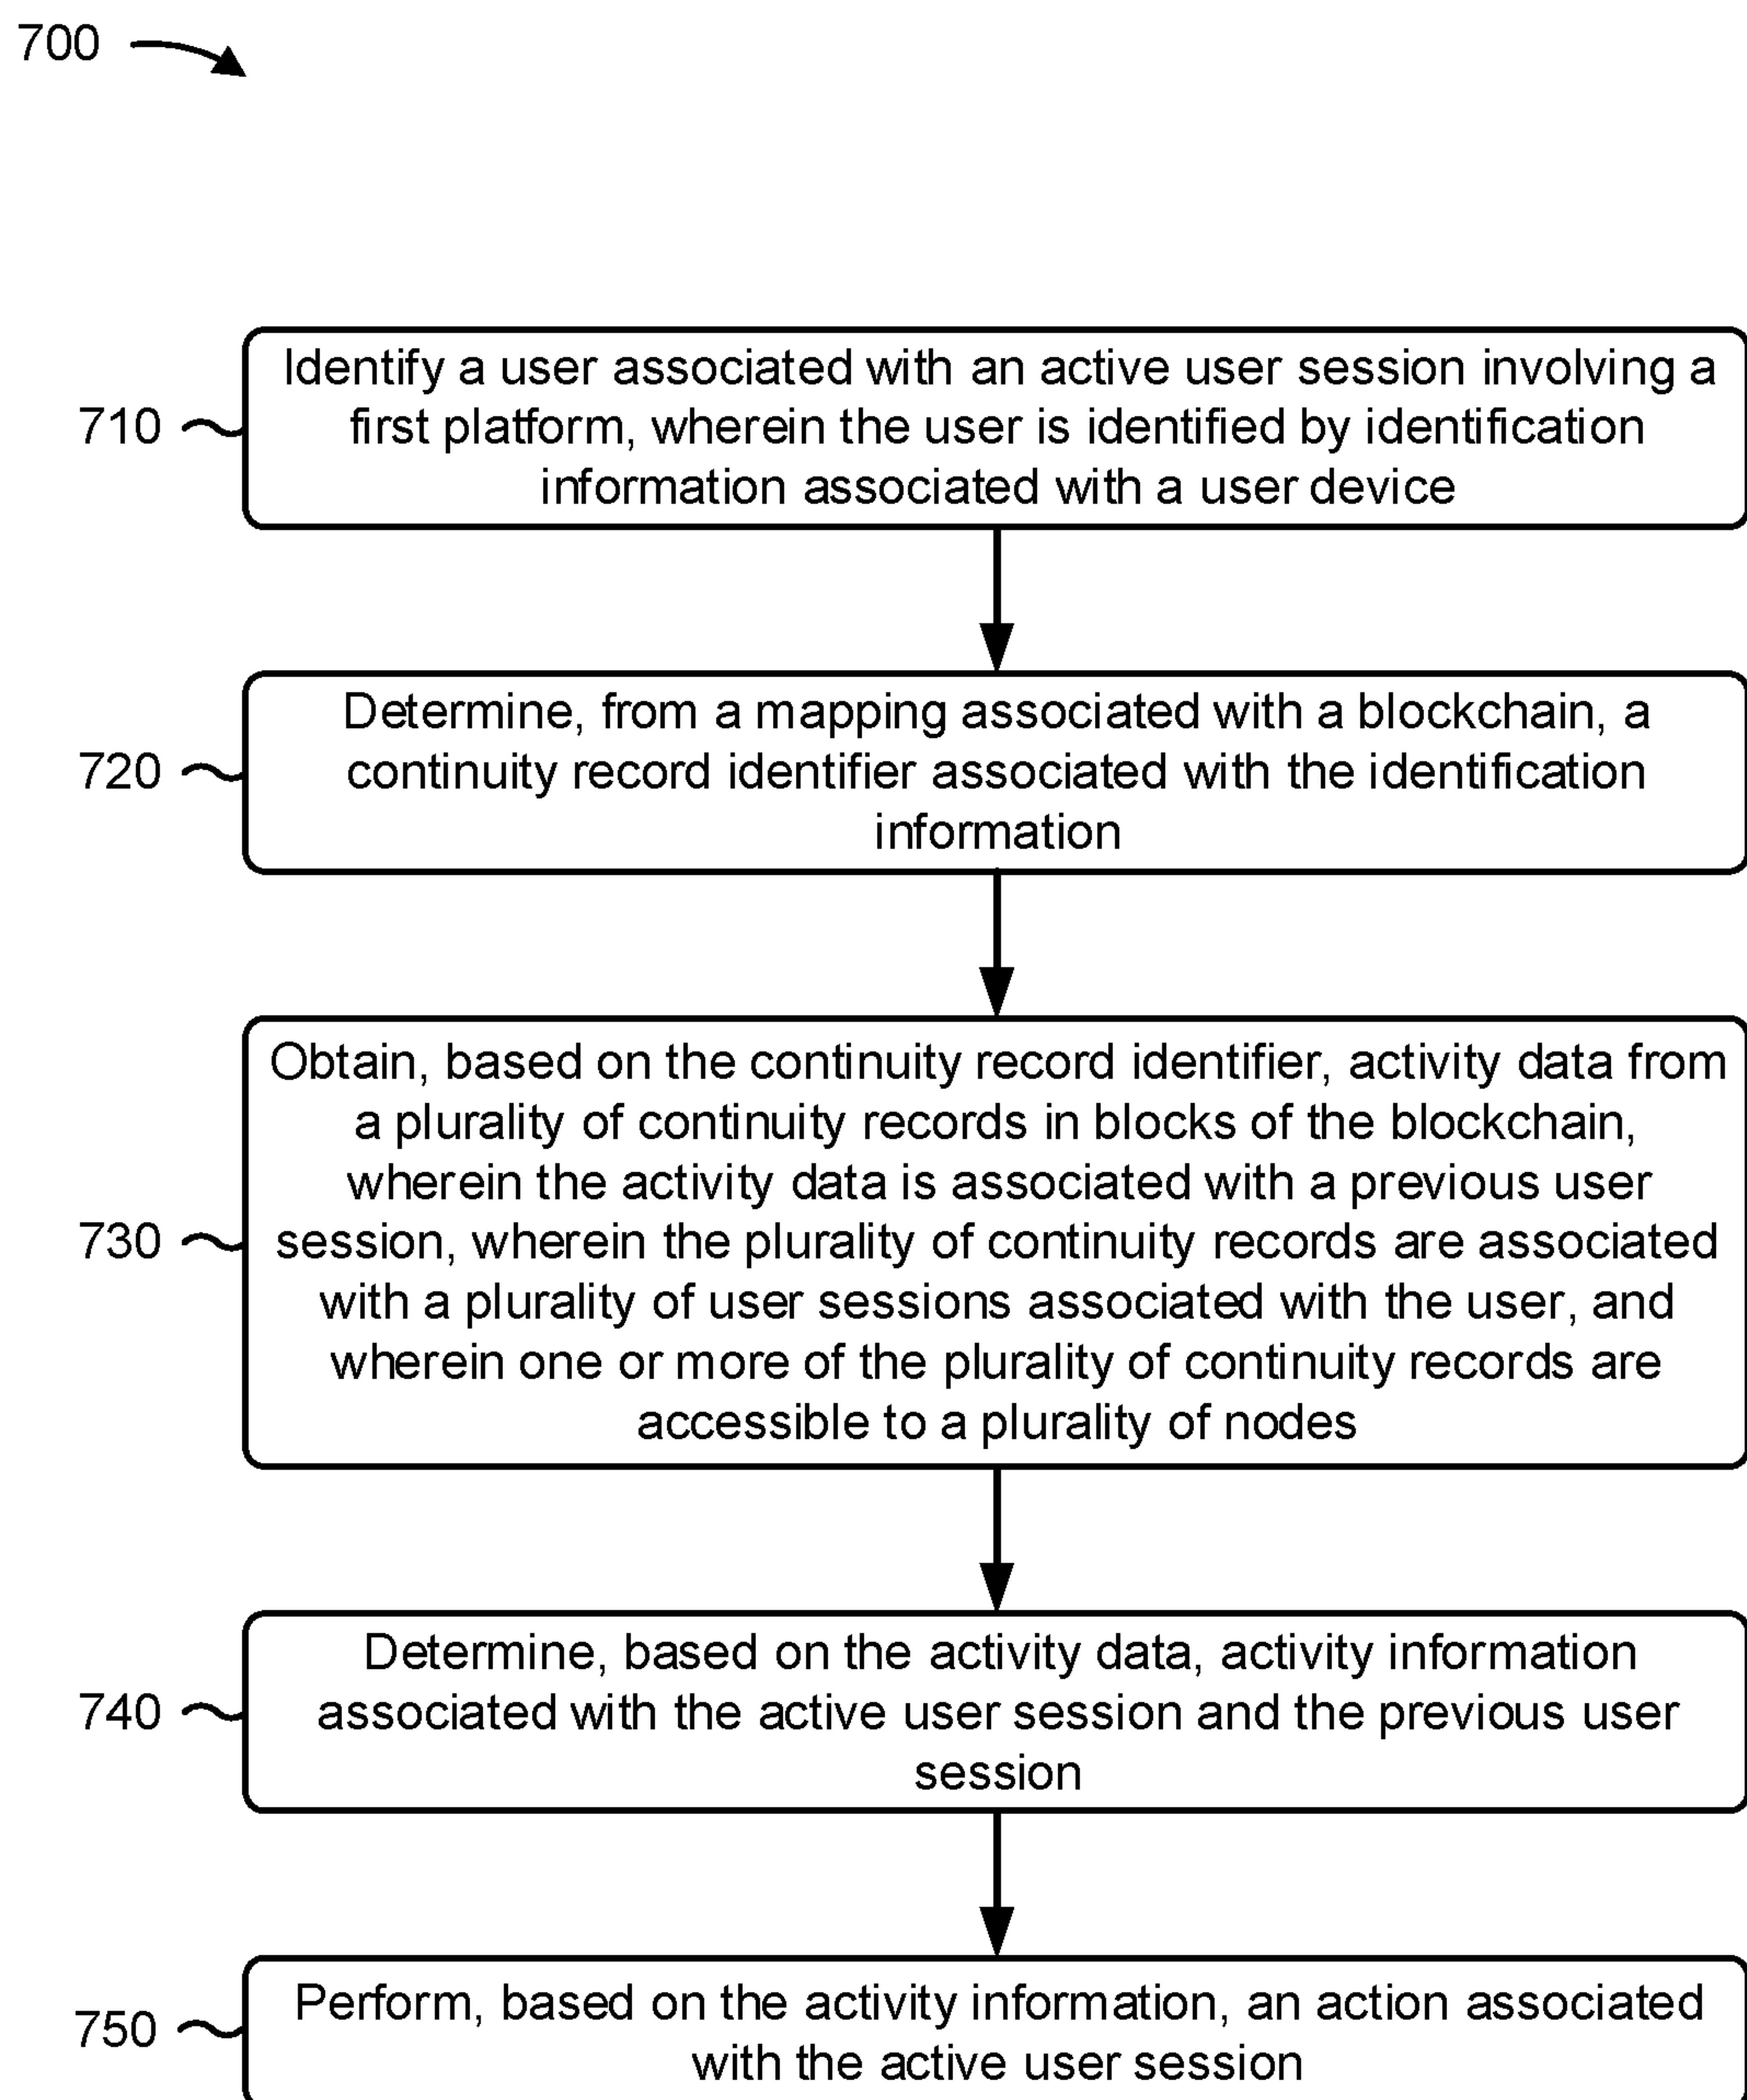 700
Identify a user associated with an active user session involving a
710
first platform, wherein the user is identified by identification
information associated with a user device
Determine, from a mapping associated with a blockchain, a
720
continuity record identifier associated with the identification
information
Obtain, based on the continuity record identifier, activity data from
a plurality of continuity records in blocks of the blockchain,
wherein the activity data is associated with a previous user
730
session, wherein the plurality of continuity records are associated
with a plurality of user sessions associated with the user, and
wherein one or more of the plurality of continuity records are
accessible to a plurality of nodes
Determine, based on the activity data, activity information
740
associated with the active user session and the previous user
session
750
Perform, based on the activity information, an action associated
with the active user session